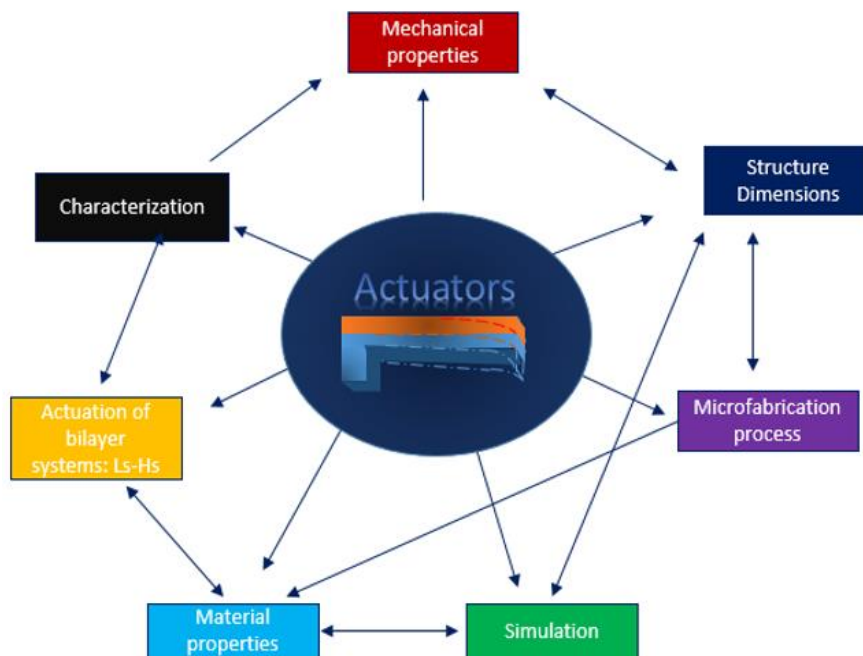 Mechanical
properties
Structure
Dimensions
Characterization
Actuators
Actuation of
bilayer
systems: Ls-Hs
Microfabrication
process
Material
properties
Simulation